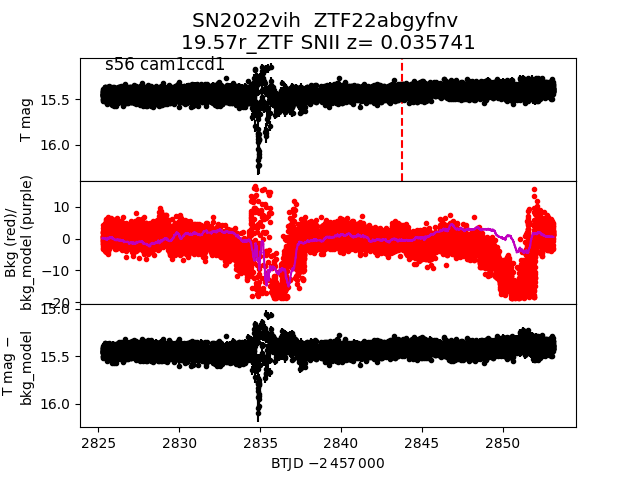 SN2022vih  ZTF22abgyfnv
19.57r_ZTF SNII z= 0.035741
s56 cam1ccd1
T mag
15.5
16.0
Bkg (red)/
bkg_model (purple)
10
0
−10
−20
T mag −
bkg_model
15.0
15.5
16.0
2825
2830
2835
2840
2845
2850
BTJD −2 457 000